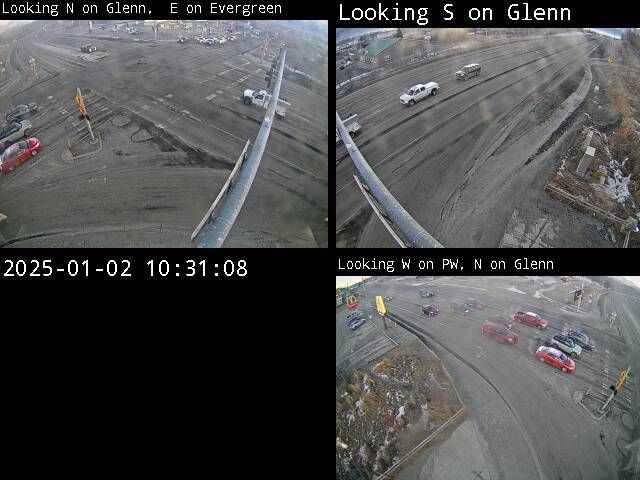 Looking N on Glenn,  E on Evergreen
Looking S on Glenn
2025-01-02 10:31:08
Looking W on PW, N on Glenn